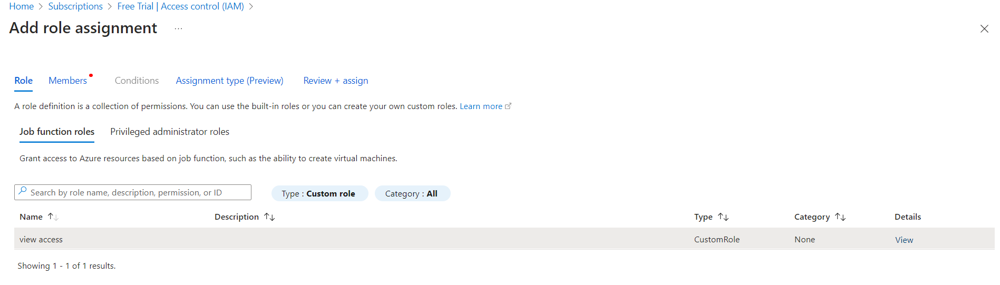 Home > Subscriptions > Free Trial | Access control (IAM) >
Add role assignment ...
Role Members Conditions Assignment type (Preview) Review + assign
A role definition is a collection of permissions. You can use the built-in roles or you can create your own custom roles. Learn more
Job function roles Privileged administrator roles
Grant access to Azure resources based on job function, such as the ability to create virtual machines.
Search by role name, description, permission, or ID Type : Custom role Category : All
Name ↑↓ Description ↑↓ Type ↑↓ Category ↑↓ Details
view access CustomRole None View
Showing 1 - 1 of 1 results.